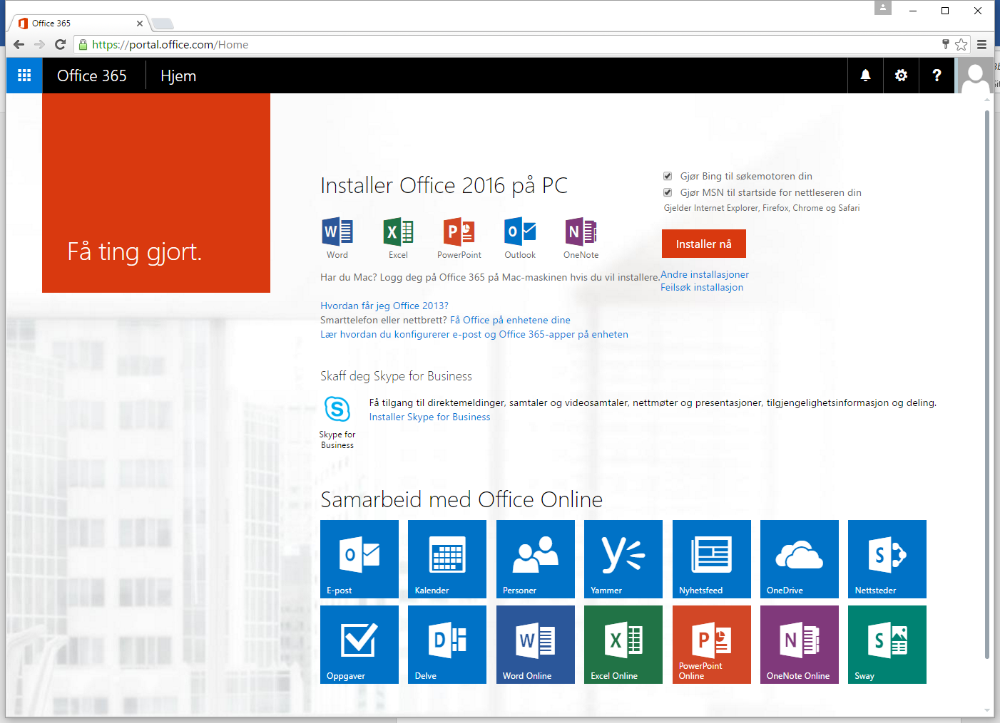 Office 365
https://portal.office.com/Home
Office 365
Hjem
?
Få ting gjort.
Installer Office 2016 på PC
Word
Excel
PowerPoint
Outlook
OneNote
Har du Mac? Logg deg på Office 365 på Mac-maskinen hvis du vil installere.
Gjør Bing til søkemotoren din
Gjør MSN til startside for nettleseren din
Gjelder Internet Explorer, Firefox, Chrome og Safari
Installer nå
Andre installasjoner
Feilsøk installasjon
Hvordan får jeg Office 2013?
Smarttelefon eller nettbrett? Få Office på enhetene dine
Lær hvordan du konfigurerer e-post og Office 365-apper på enheten
Skaff deg Skype for Business
Få tilgang til direktemeldinger, samtaler og videosamtaler, nettmøter og presentasjoner, tilgjengelighetsinformasjon og deling.
Installer Skype for Business
Skype for
Business
Samarbeid med Office Online
E-post
Kalender
Personer
Yammer
Nyhetsfeed
OneDrive
Nettsteder
Oppgaver
Delve
Word Online
Excel Online
PowerPoint
Online
OneNote Online
Sway